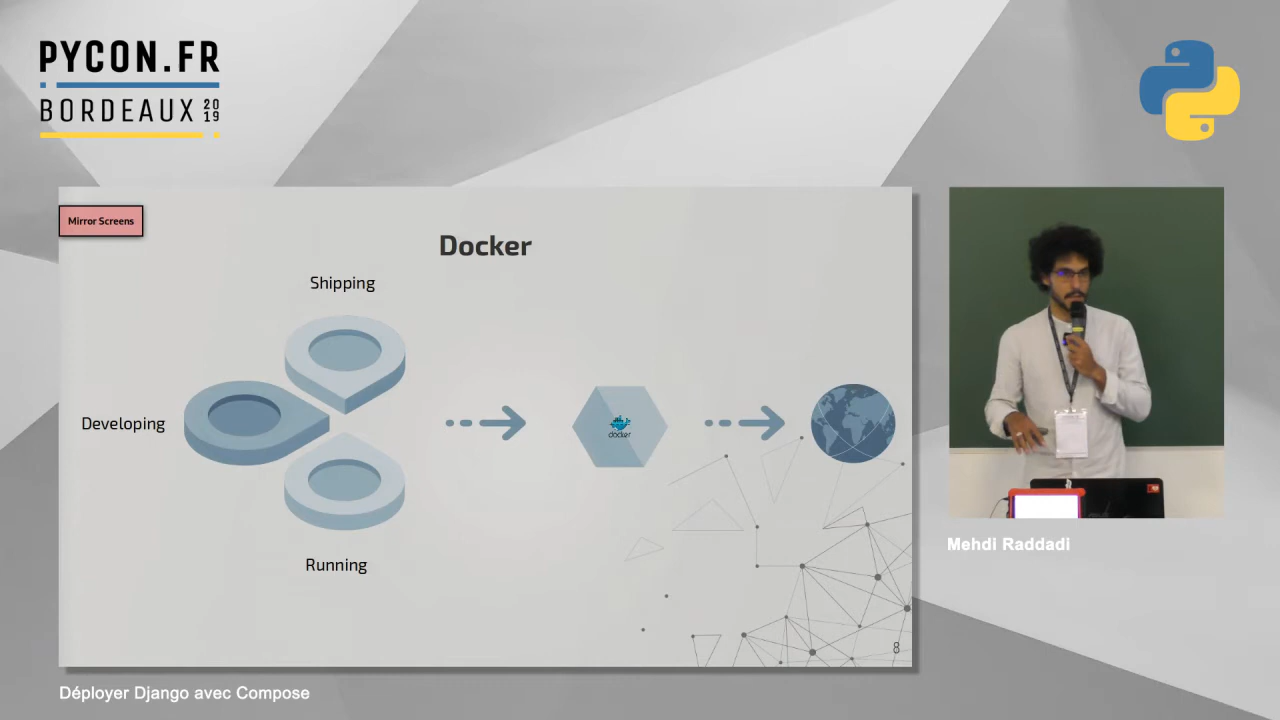 PYCON.FR
BORDEAUX 2019
Mirror Screens
Docker
Shipping
Developing
docker
Running
8
Mehdi Raddadi
Déployer Django avec Compose